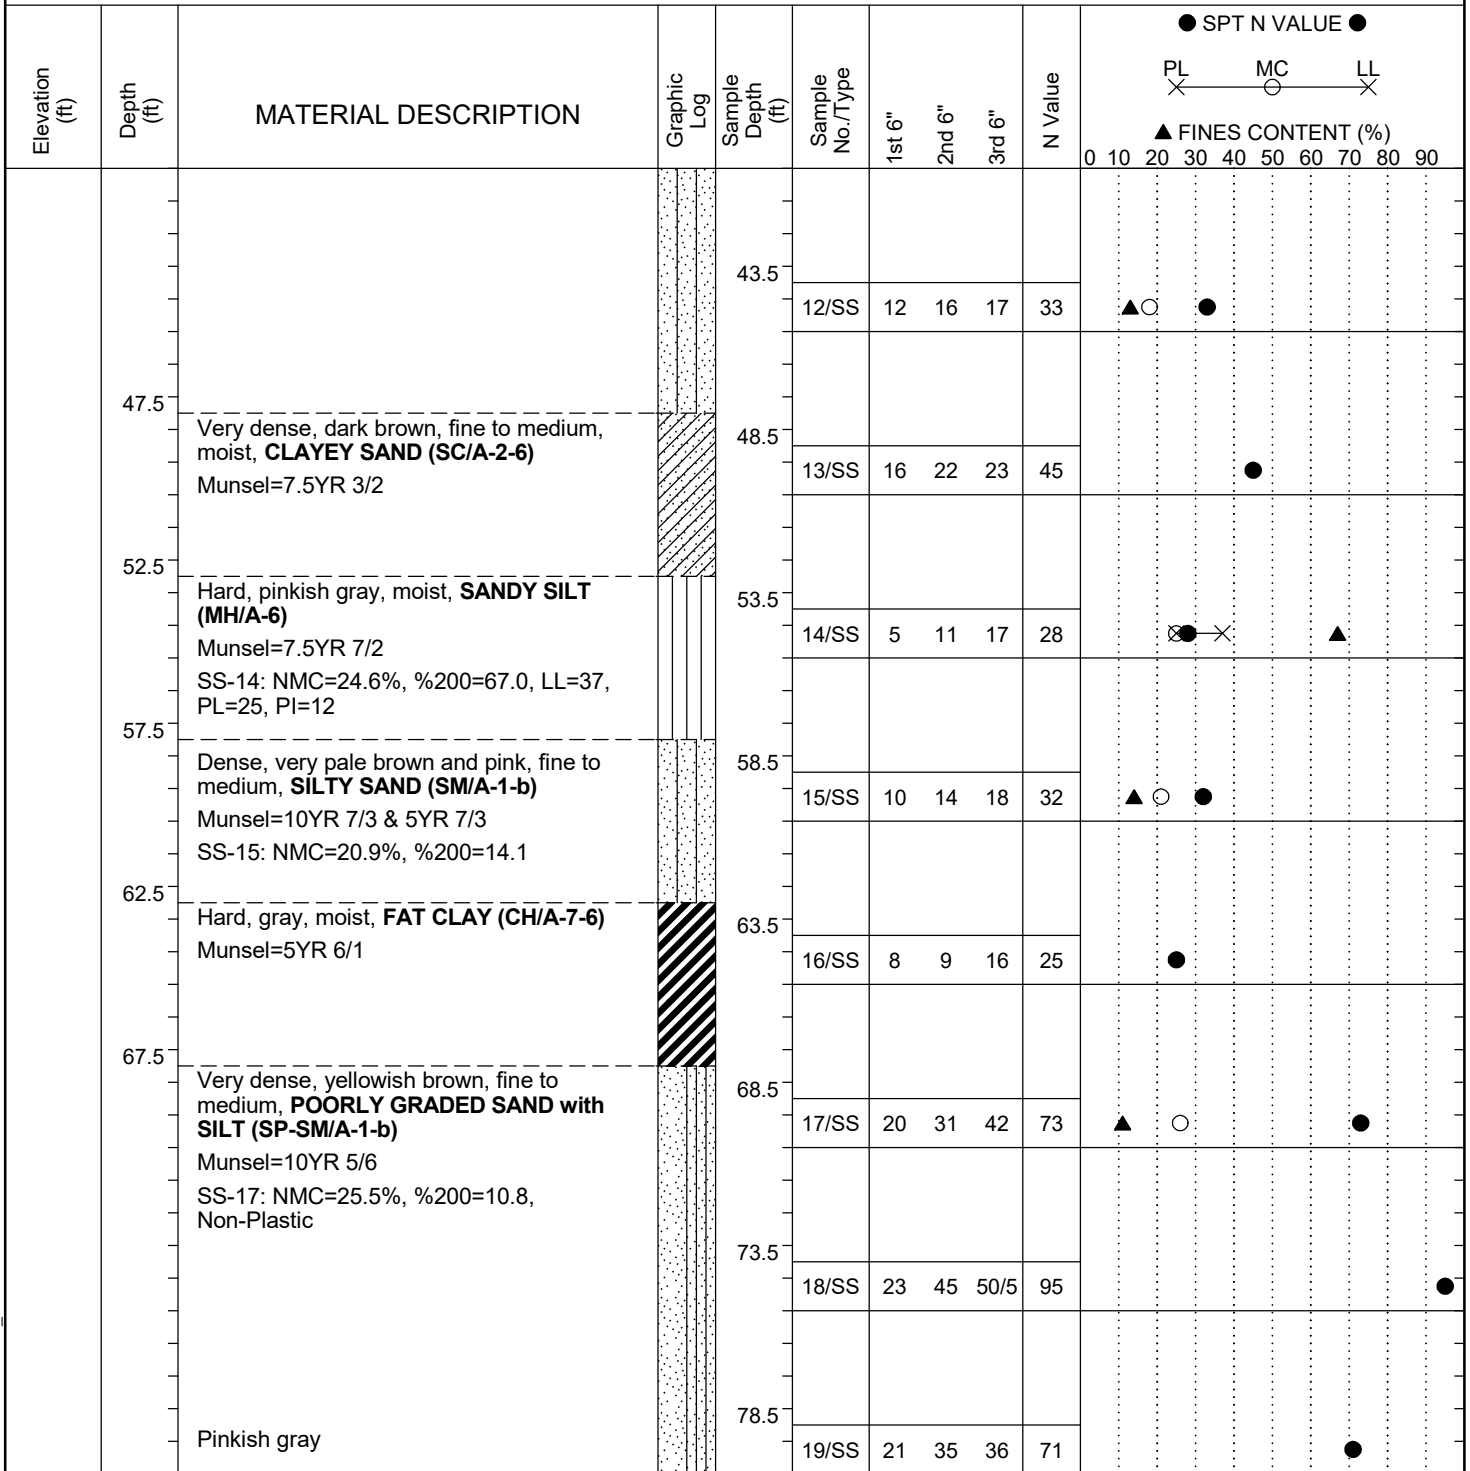 ● SPT N VALUE ●
PL MC LL
▲ FINES CONTENT (%)
0 10 20 30 40 50 60 70 80 90
Elevation (ft)
Depth (ft)
MATERIAL DESCRIPTION
Graphic Log
Sample Depth (ft)
Sample No./Type
1st 6"
2nd 6"
3rd 6"
N Value
43.5
12/SS 12 16 17 33
47.5
Very dense, dark brown, fine to medium,
moist, CLAYEY SAND (SC/A-2-6)
Munsel=7.5YR 3/2
48.5
13/SS 16 22 23 45
52.5
Hard, pinkish gray, moist, SANDY SILT
(MH/A-6)
Munsel=7.5YR 7/2
SS-14: NMC=24.6%, %200=67.0, LL=37,
PL=25, PI=12
53.5
14/SS 5 11 17 28
57.5
Dense, very pale brown and pink, fine to
medium, SILTY SAND (SM/A-1-b)
Munsel=10YR 7/3 & 5YR 7/3
SS-15: NMC=20.9%, %200=14.1
58.5
15/SS 10 14 18 32
62.5
Hard, gray, moist, FAT CLAY (CH/A-7-6)
Munsel=5YR 6/1
63.5
16/SS 8 9 16 25
67.5
Very dense, yellowish brown, fine to
medium, POORLY GRADED SAND with
SILT (SP-SM/A-1-b)
Munsel=10YR 5/6
SS-17: NMC=25.5%, %200=10.8,
Non-Plastic
68.5
17/SS 20 31 42 73
73.5
18/SS 23 45 50/5 95
78.5
Pinkish gray
19/SS 21 35 36 71